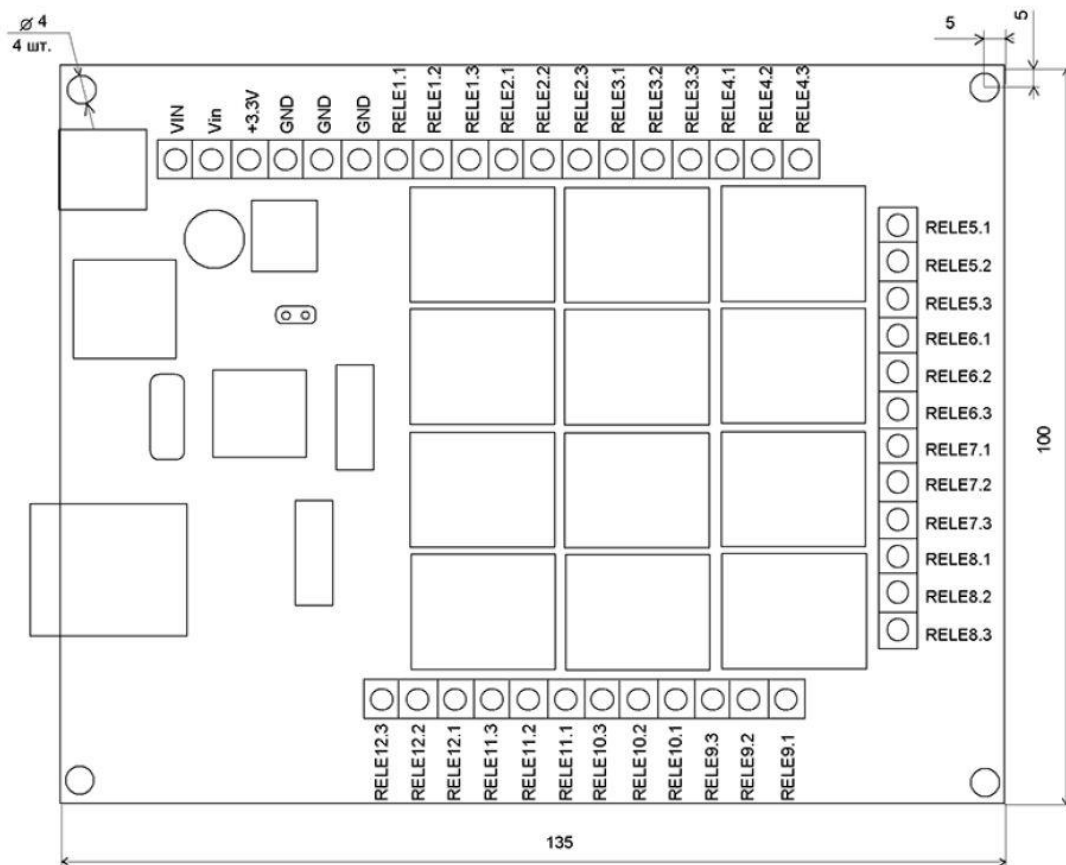 ⌀ 4
4 шт.
5
5
VIN
Vin
+3.3V
GND
GND
GND
RELE1.1
RELE1.2
RELE1.3
RELE2.1
RELE2.2
RELE2.3
RELE3.1
RELE3.2
RELE3.3
RELE4.1
RELE4.2
RELE4.3
RELE5.1
RELE5.2
RELE5.3
RELE6.1
RELE6.2
RELE6.3
RELE7.1
RELE7.2
RELE7.3
RELE8.1
RELE8.2
RELE8.3
100
RELE12.3
RELE12.2
RELE12.1
RELE11.3
RELE11.2
RELE11.1
RELE10.3
RELE10.2
RELE10.1
RELE9.3
RELE9.2
RELE9.1
135